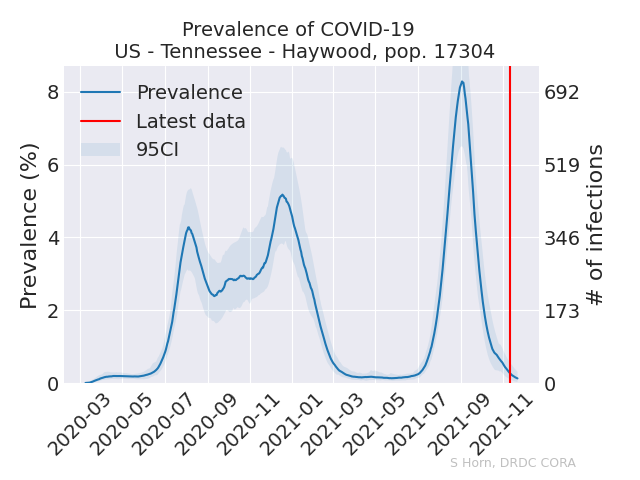 Prevalence of COVID-19
US - Tennessee - Haywood, pop. 17304
Prevalence
Latest data
95CI
Prevalence (%)
8
6
4
2
0
692
519
346
173
0
# of infections
2020-03
2020-05
2020-07
2020-09
2020-11
2021-01
2021-03
2021-05
2021-07
2021-09
2021-11
S Horn, DRDC CORA